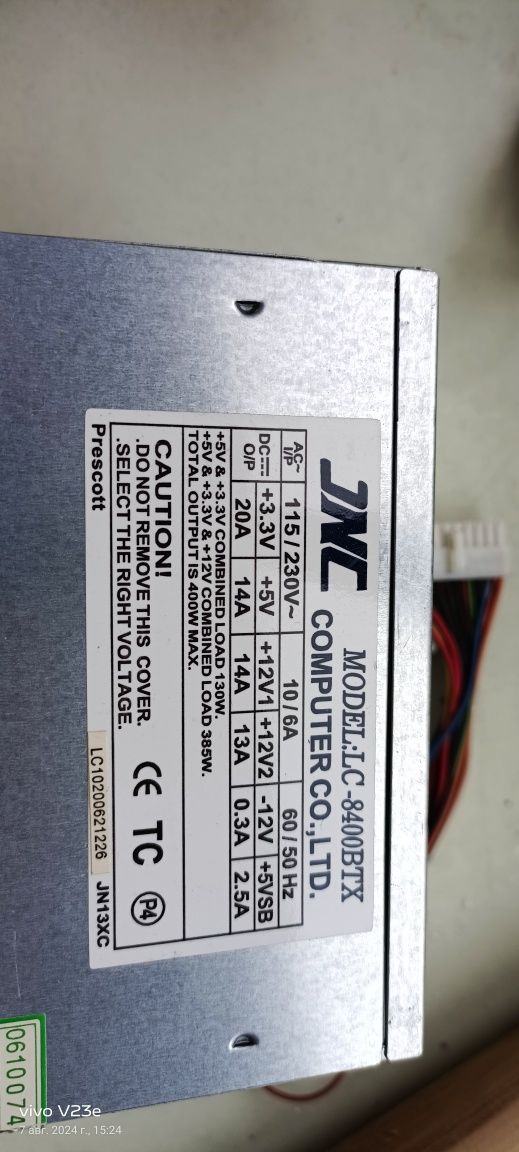 JNC
MODEL:LC-8400BTX
COMPUTER CO.,LTD.
AC~ I/P 115 / 230V~ 10 / 6A 60 / 50 Hz
DC--- O/P +3.3V +5V +12V1 +12V2 -12V +5VSB
20A 14A 14A 13A 0.3A 2.5A
+5V & +3.3V COMBINED LOAD 130W.
+5V & +3.3V & +12V COMBINED LOAD 385W.
TOTAL OUTPUT IS 400W MAX.
CAUTION!
.DO NOT REMOVE THIS COVER.
.SELECT THE RIGHT VOLTAGE.
CE TC P4
Prescott LC10200621226 JN13XC
0610074
vivo V23e
7 авг. 2024 г., 15:24